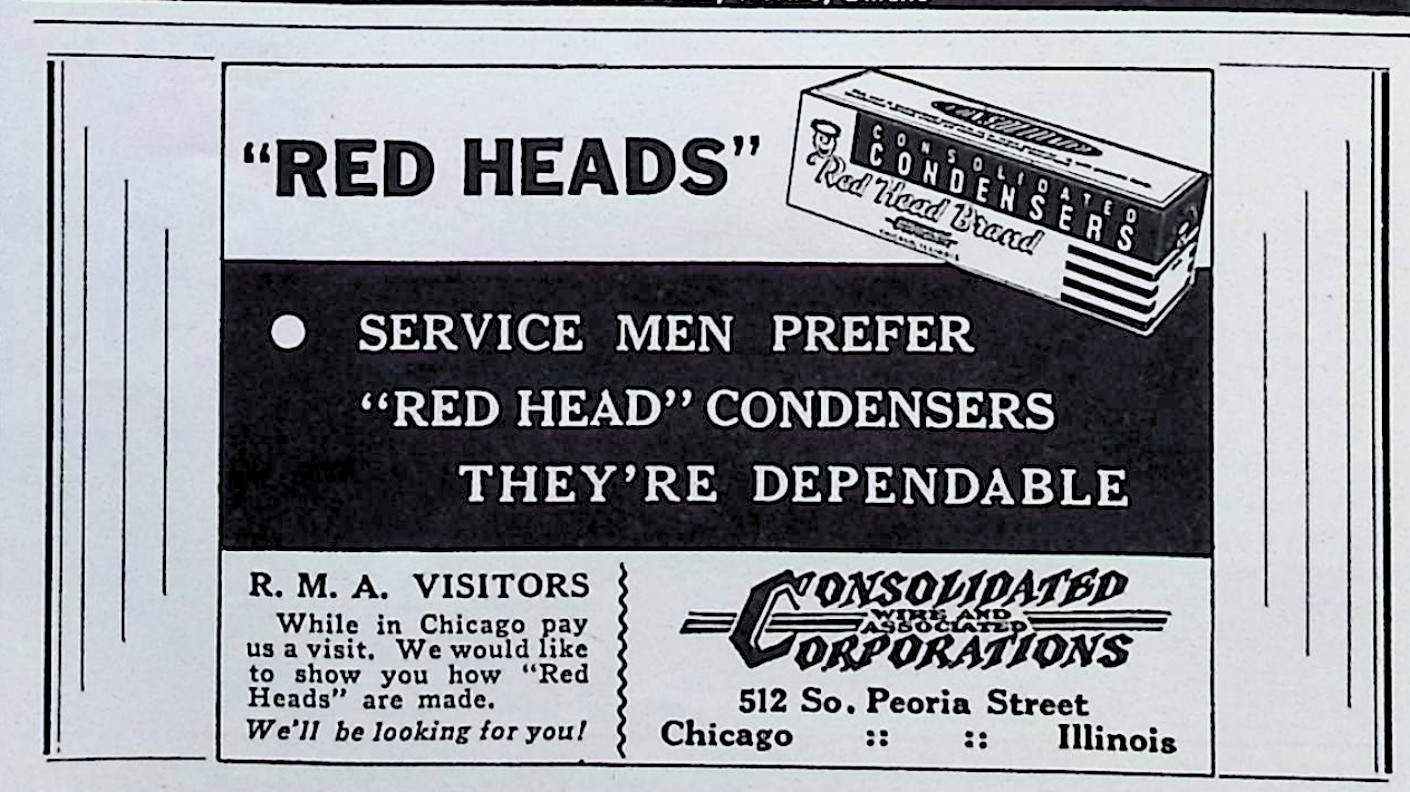 "RED HEADS"
CONSOLIDATED
CONDENSERS
Red Head Brand
CHICAGO, ILLINOIS
● SERVICE MEN PREFER
"RED HEAD" CONDENSERS
THEY'RE DEPENDABLE
R. M. A. VISITORS
While in Chicago pay
us a visit. We would like
to show you how "Red
Heads" are made.
We'll be looking for you!
CONSOLIDATED
WIRE AND
ASSOCIATED
CORPORATIONS
512 So. Peoria Street
Chicago :: :: Illinois